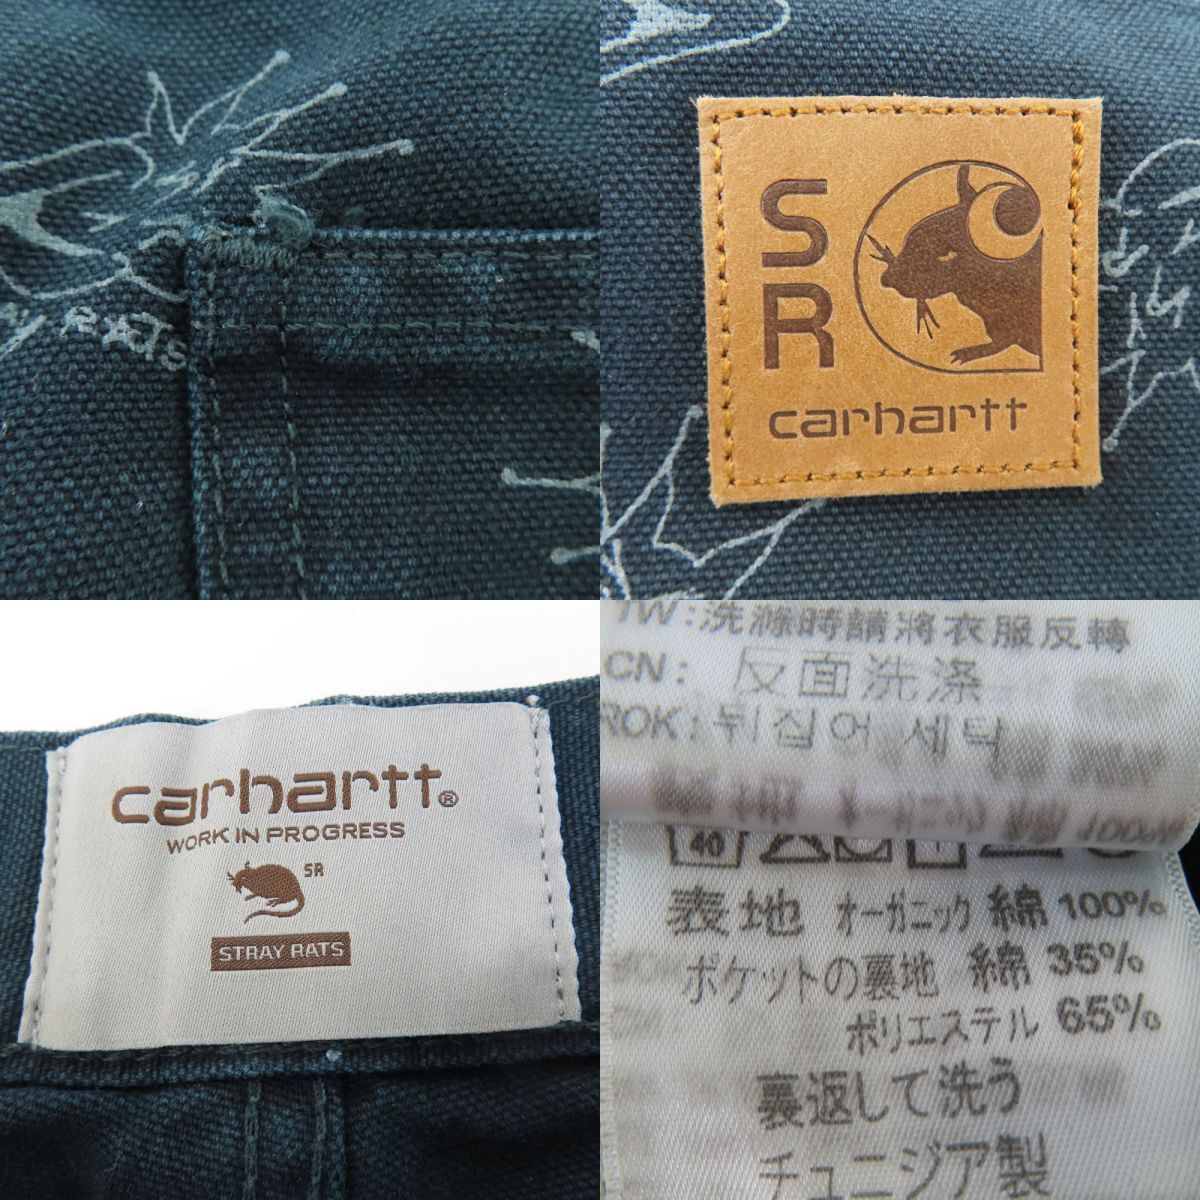 S
R
carhartt
carhartt®
WORK IN PROGRESS
SR
STRAY RATS
TW: 洗滌時請將衣服反轉
CN: 反面洗涤
ROK: 뒤집어 세탁
40
表地 オーガニック 綿 100%
ポケットの裏地 綿 35%
ポリエステル 65%
裏返して洗う
チュニジア製